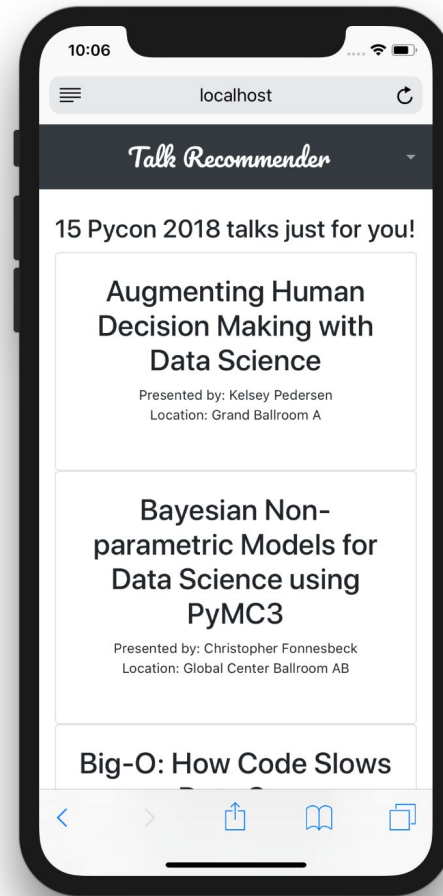 10:06
localhost
Talk Recommender
15 Pycon 2018 talks just for you!
Augmenting Human
Decision Making with
Data Science
Presented by: Kelsey Pedersen
Location: Grand Ballroom A
Bayesian Non-
parametric Models for
Data Science using
PyMC3
Presented by: Christopher Fonnesbeck
Location: Global Center Ballroom AB
Big-O: How Code Slows